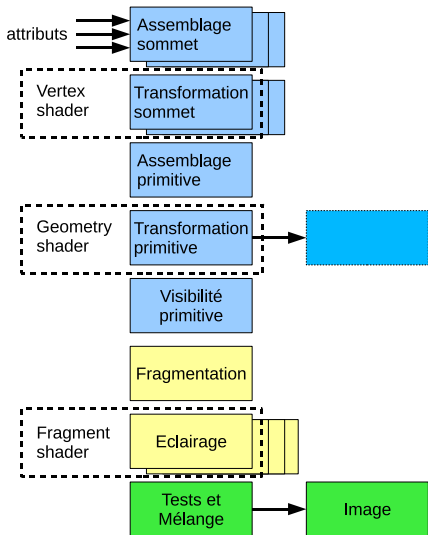 attributs
Assemblage
sommet
Vertex
shader
Transformation
sommet
Assemblage
primitive
Geometry
shader
Transformation
primitive
Visibilité
primitive
Fragmentation
Fragment
shader
Eclairage
Tests et
Mélange
Image